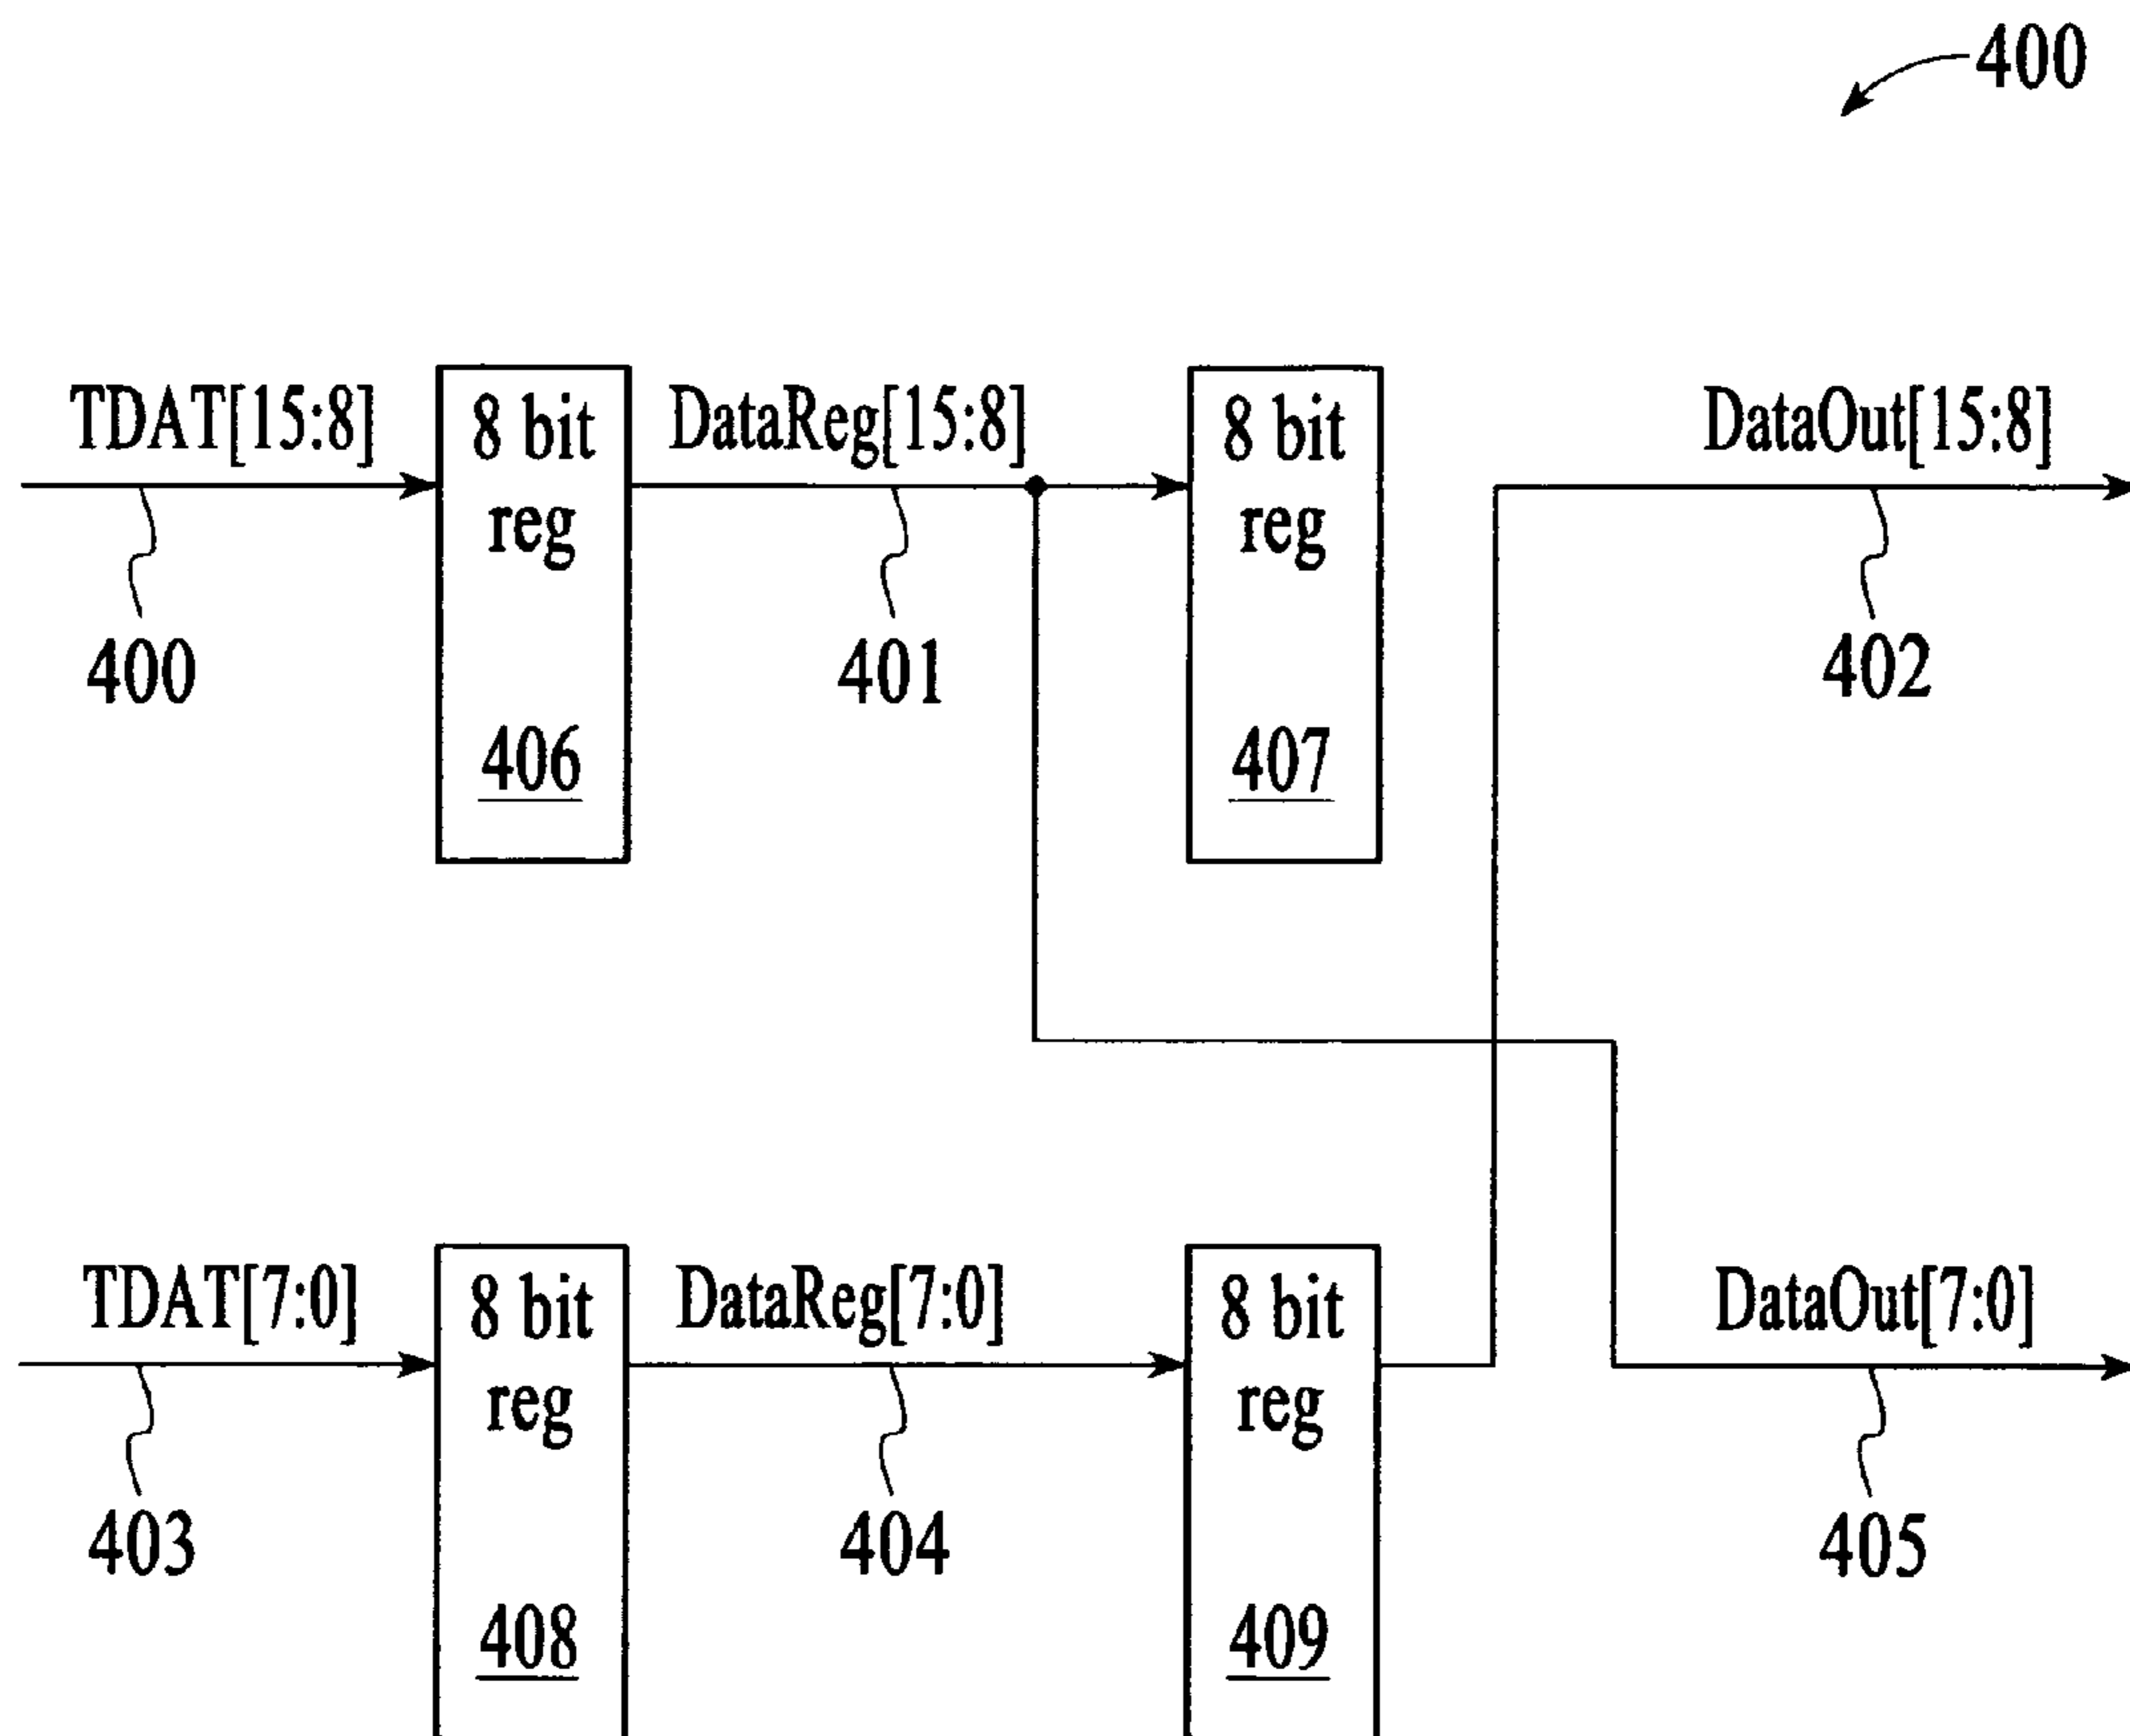 400
TDAT[15:8]
8 bit
reg
DataReg[15:8]
8 bit
reg
DataOut[15:8]
400
401
402
406
407
TDAT[7:0]
8 bit
reg
DataReg[7:0]
8 bit
reg
DataOut[7:0]
403
404
405
408
409